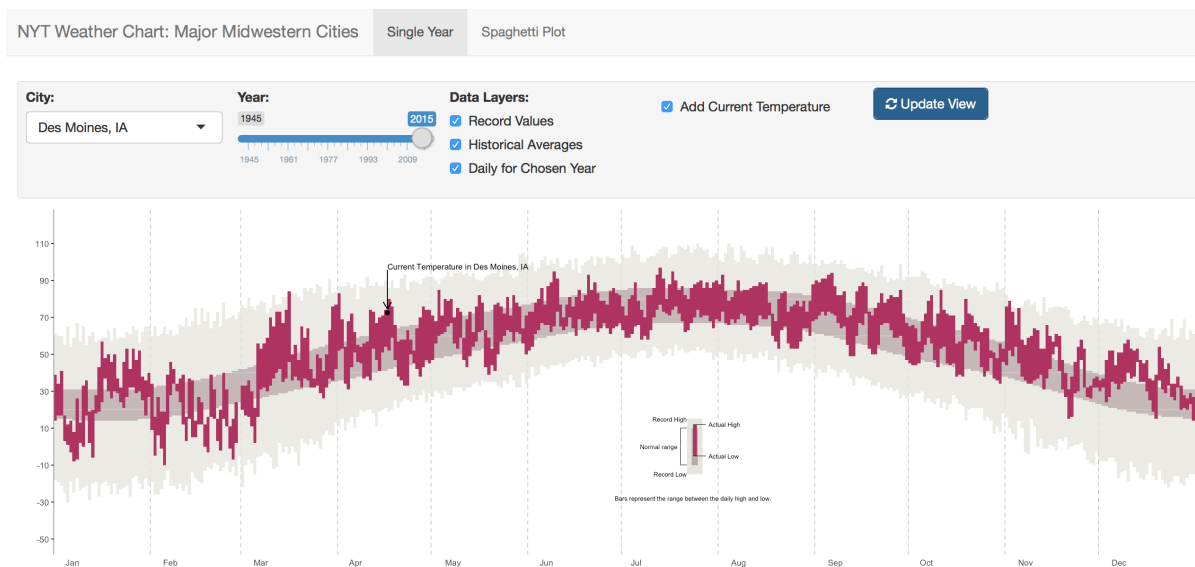 NYT Weather Chart: Major Midwestern Cities Single Year Spaghetti Plot
City: Year: Data Layers:
Add Current Temperature Update View
1945 2015
Des Moines, IA
Record Values
Historical Averages
Daily for Chosen Year
1945 1961 1977 1993 2009
110
90
70
50
30
10
-10
-30
-50
Current Temperature in Des Moines, IA
Record High
Actual High
Normal range
Actual Low
Record Low
Bars represent the range between the daily high and low.
Jan Feb Mar Apr May Jun Jul Aug Sep Oct Nov Dec